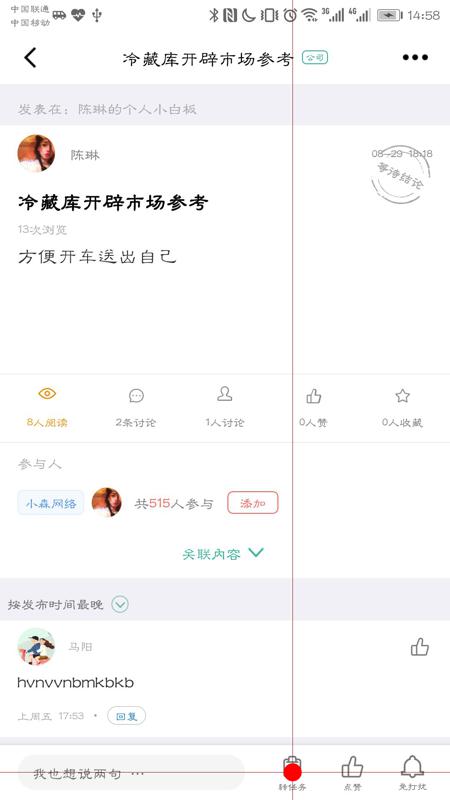 中国联通
中国移动
3G 4G 14:58
冷藏库开辟市场参考 公司
发表在：陈琳的个人小白板
陈琳
08-29 18:18
等待结论
冷藏库开辟市场参考
13次浏览
方便开车送出自己
8人阅读 2条讨论 1人讨论 0人赞 0人收藏
参与人
小森网络 共515人参与 添加
关联内容
按发布时间最晚
马阳
hvnvvnbmkbkb
上周五 17:53 · 回复
我也想说两句 … 转任务 点赞 免打扰